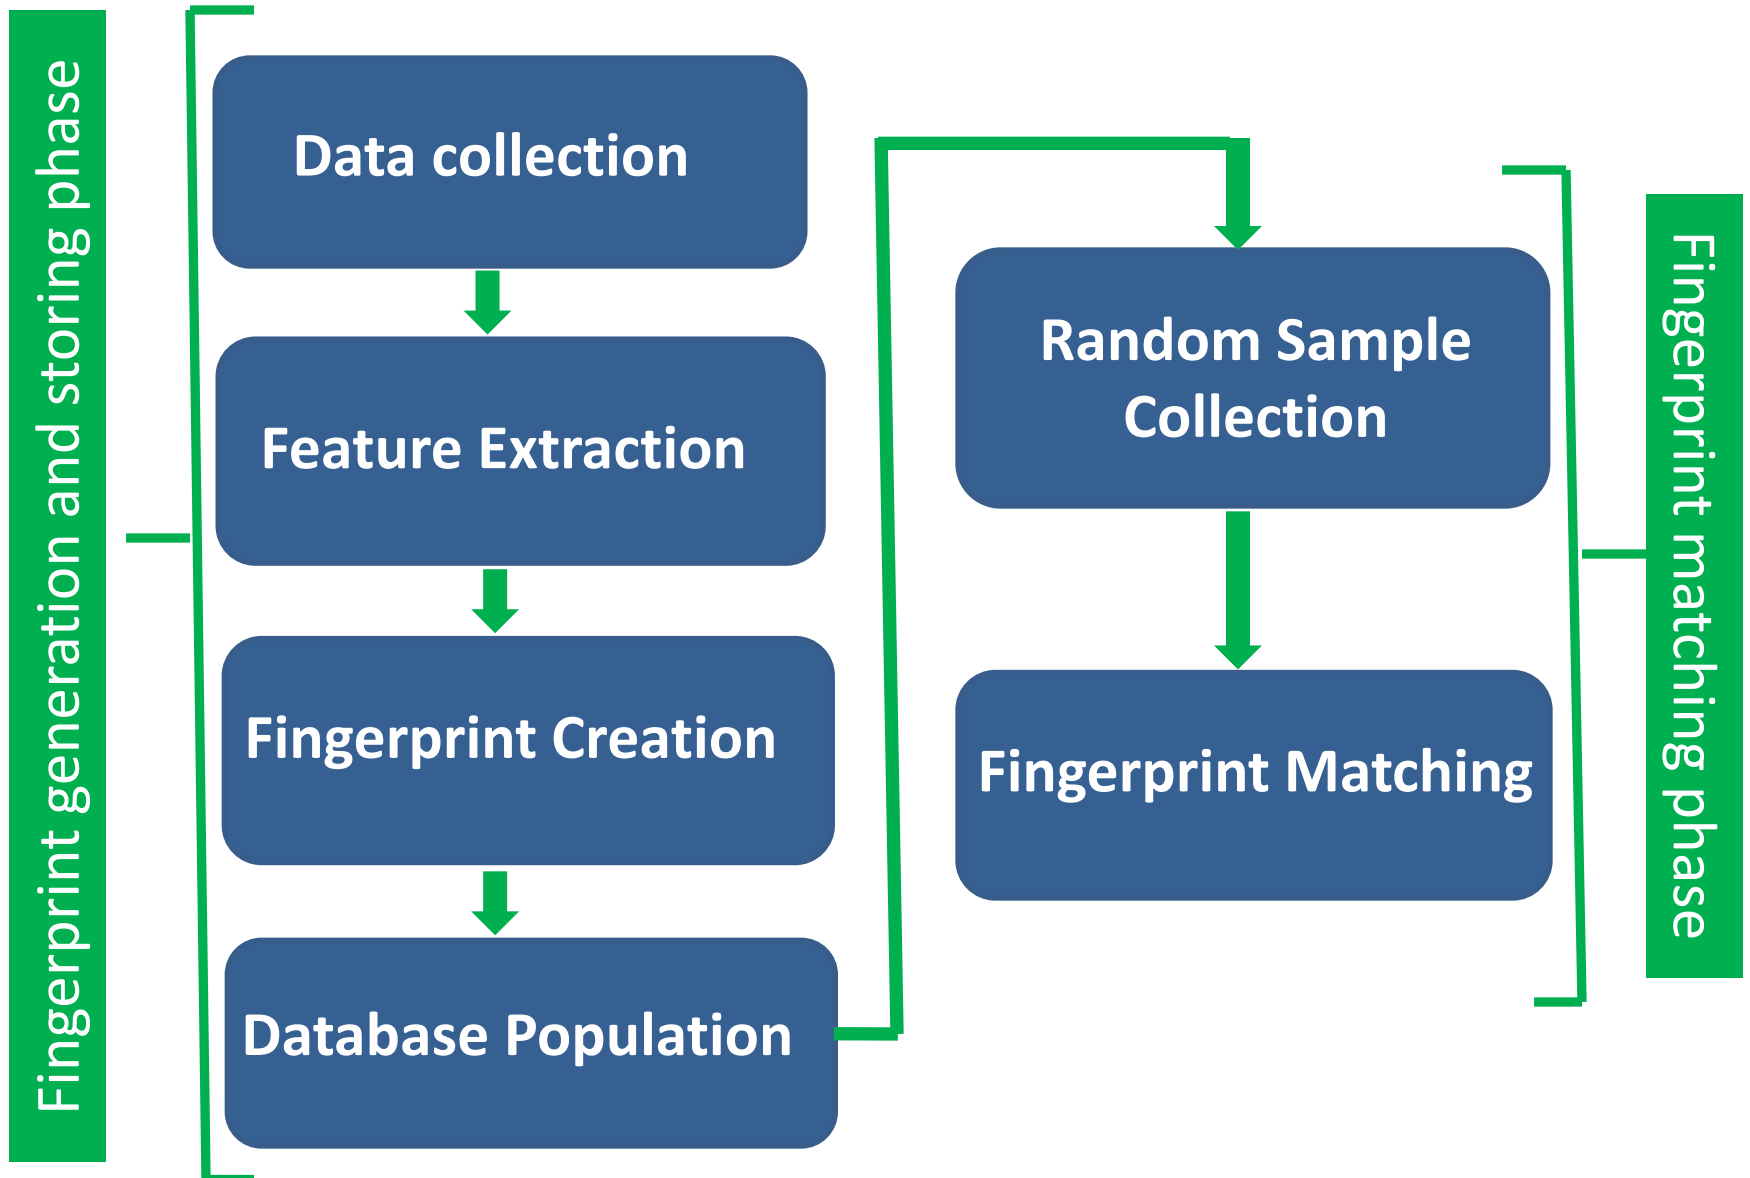 Fingerprint generation and storing phase
Data collection
Feature Extraction
Fingerprint Creation
Database Population
Random Sample
Collection
Fingerprint Matching
Fingerprint matching phase